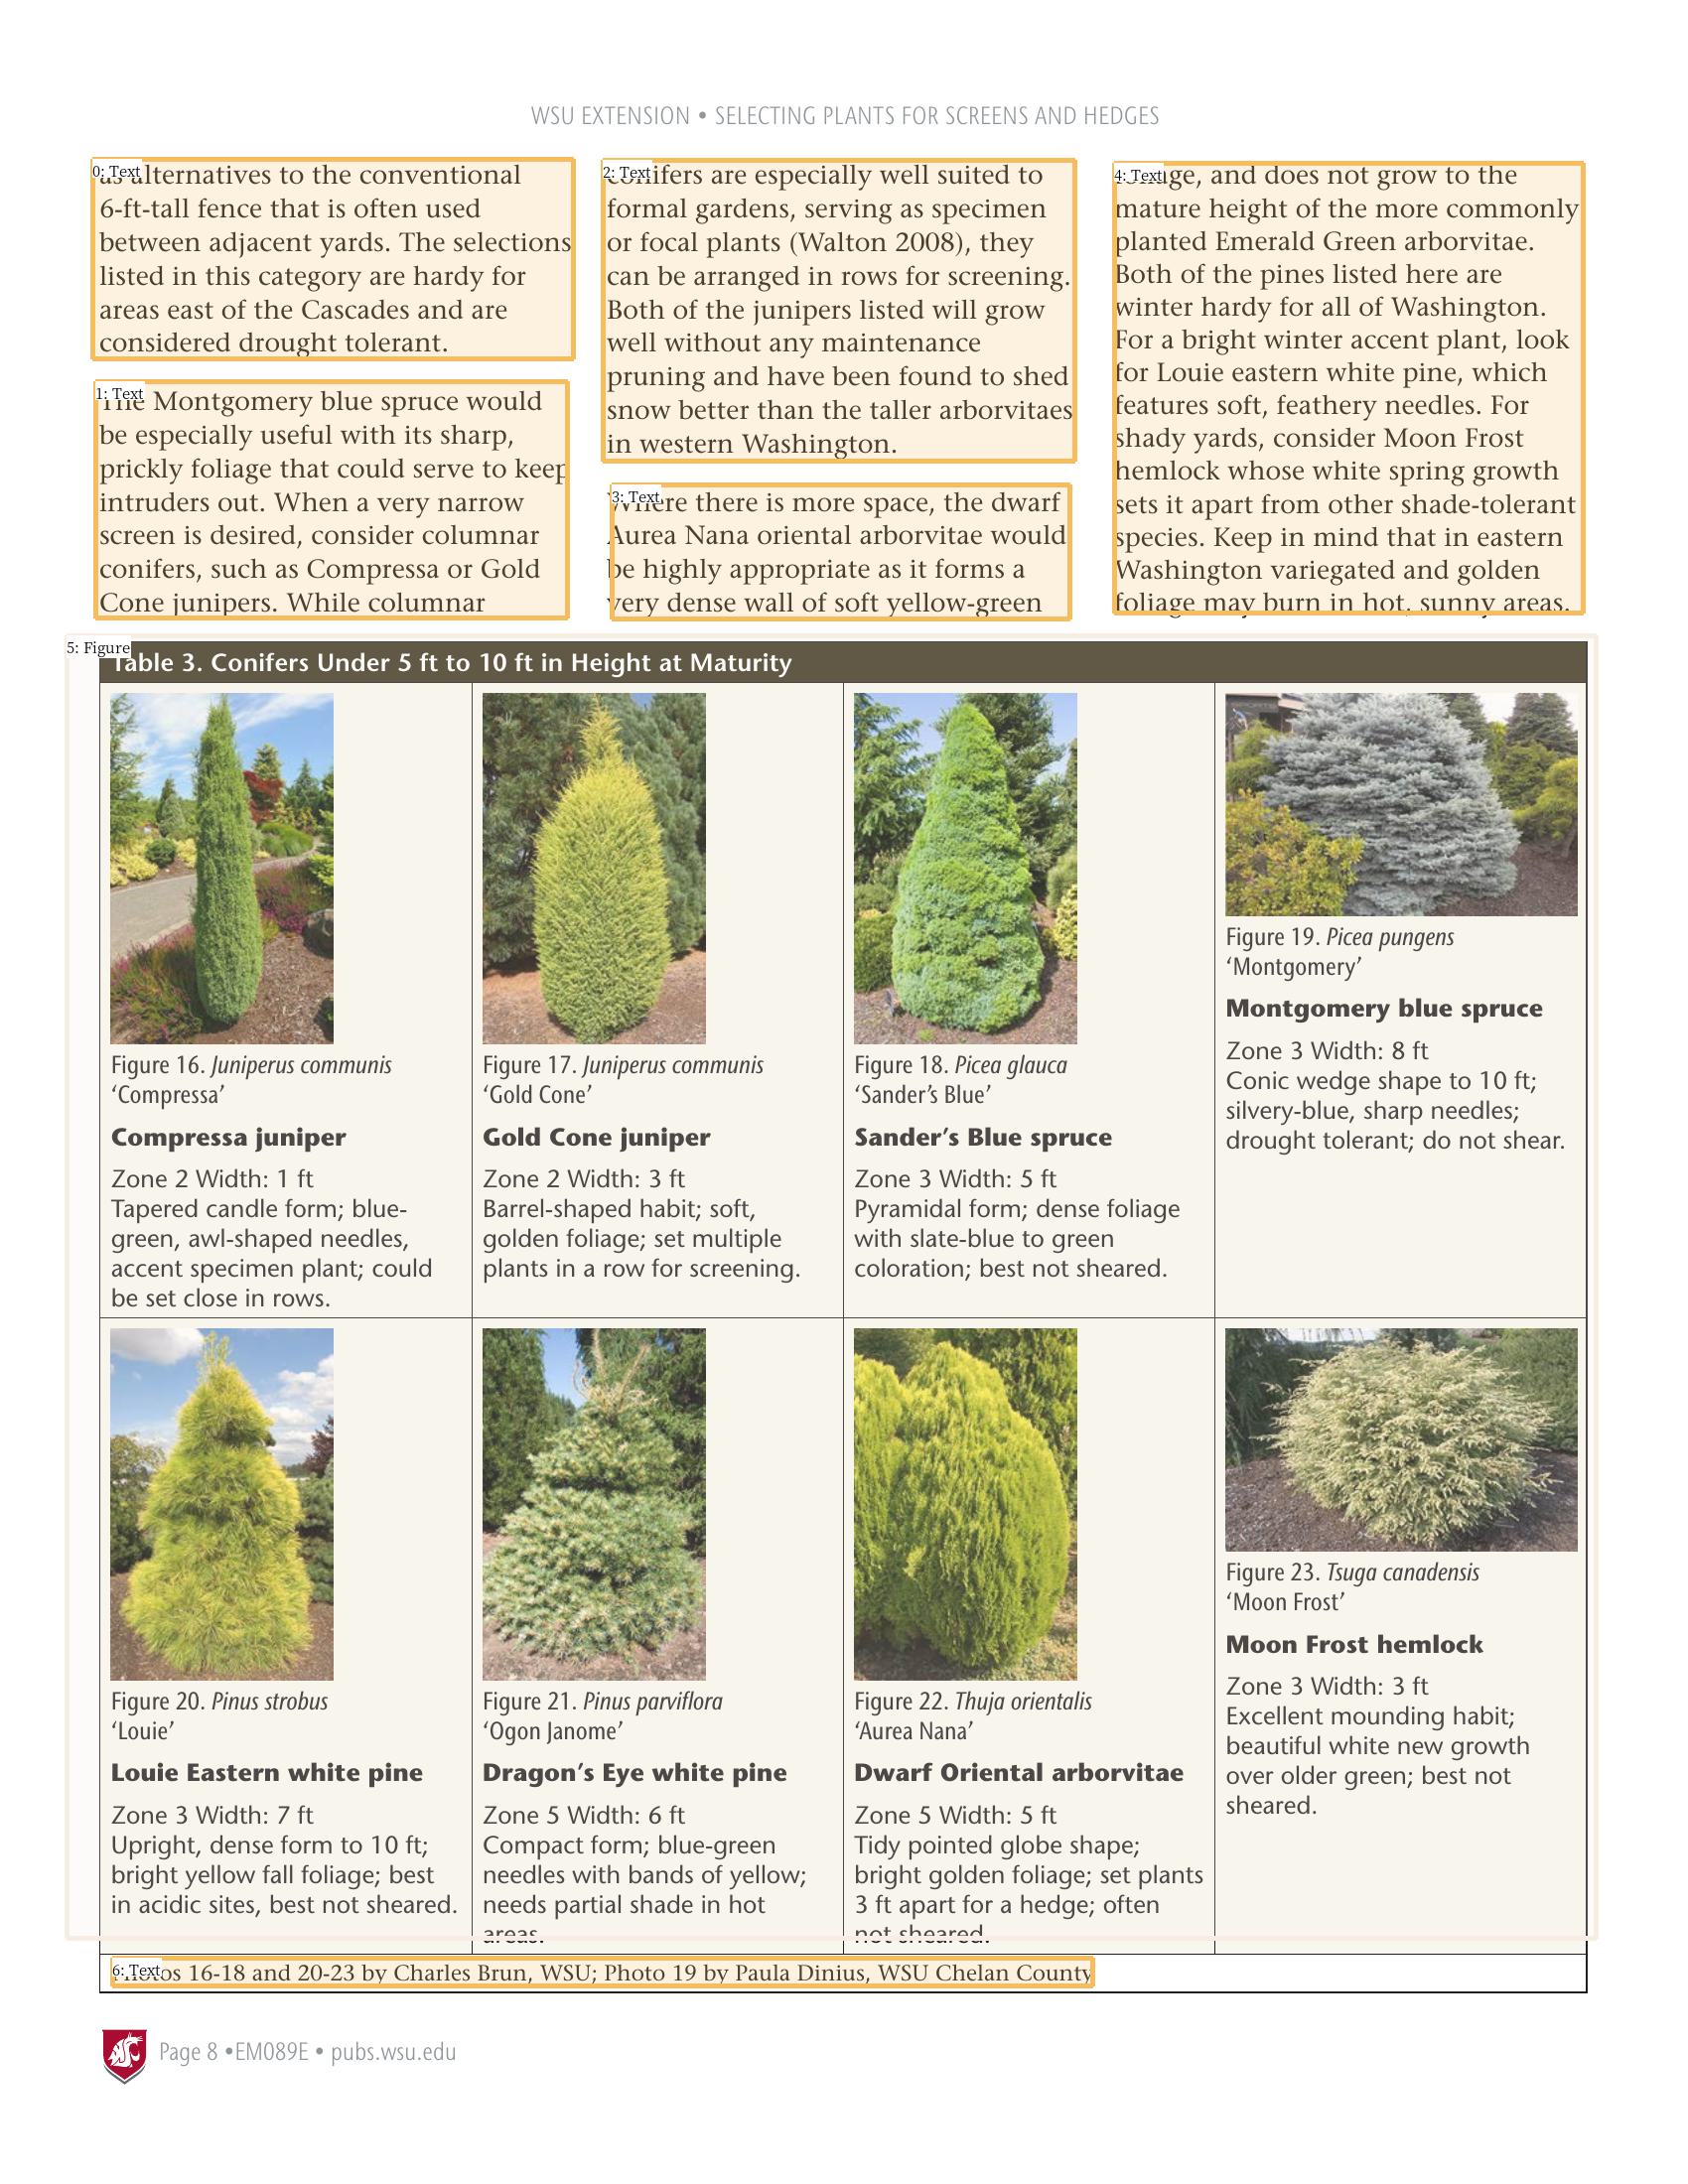 WSU EXTENSION • SELECTING PLANTS FOR SCREENS AND HEDGES
0: Text
as alternatives to the conventional
6-ft-tall fence that is often used
between adjacent yards. The selections
listed in this category are hardy for
areas east of the Cascades and are
considered drought tolerant.
1: Text
The Montgomery blue spruce would
be especially useful with its sharp,
prickly foliage that could serve to keep
intruders out. When a very narrow
screen is desired, consider columnar
conifers, such as Compressa or Gold
Cone junipers. While columnar
2: Text
conifers are especially well suited to
formal gardens, serving as specimen
or focal plants (Walton 2008), they
can be arranged in rows for screening.
Both of the junipers listed will grow
well without any maintenance
pruning and have been found to shed
snow better than the taller arborvitaes
in western Washington.
3: Text
Where there is more space, the dwarf
Aurea Nana oriental arborvitae would
be highly appropriate as it forms a
very dense wall of soft yellow-green
4: Text
and does not grow to the
mature height of the more commonly
planted Emerald Green arborvitae.
Both of the pines listed here are
winter hardy for all of Washington.
For a bright winter accent plant, look
for Louie eastern white pine, which
features soft, feathery needles. For
shady yards, consider Moon Frost
hemlock whose white spring growth
sets it apart from other shade-tolerant
species. Keep in mind that in eastern
Washington variegated and golden
foliage may burn in hot, sunny areas.
5: Figure
Table 3. Conifers Under 5 ft to 10 ft in Height at Maturity
Figure 16. Juniperus communis
‘Compressa’
Compressa juniper
Zone 2 Width: 1 ft
Tapered candle form; blue-
green, awl-shaped needles,
accent specimen plant; could
be set close in rows.
Figure 17. Juniperus communis
‘Gold Cone’
Gold Cone juniper
Zone 2 Width: 3 ft
Barrel-shaped habit; soft,
golden foliage; set multiple
plants in a row for screening.
Figure 18. Picea glauca
‘Sander’s Blue’
Sander’s Blue spruce
Zone 3 Width: 5 ft
Pyramidal form; dense foliage
with slate-blue to green
coloration; best not sheared.
Figure 19. Picea pungens
‘Montgomery’
Montgomery blue spruce
Zone 3 Width: 8 ft
Conic wedge shape to 10 ft;
silvery-blue, sharp needles;
drought tolerant; do not shear.
Figure 20. Pinus strobus
‘Louie’
Louie Eastern white pine
Zone 3 Width: 7 ft
Upright, dense form to 10 ft;
bright yellow fall foliage; best
in acidic sites, best not sheared.
Figure 21. Pinus parviflora
‘Ogon Janome’
Dragon’s Eye white pine
Zone 5 Width: 6 ft
Compact form; blue-green
needles with bands of yellow;
needs partial shade in hot
areas.
Figure 22. Thuja orientalis
‘Aurea Nana’
Dwarf Oriental arborvitae
Zone 5 Width: 5 ft
Tidy pointed globe shape;
bright golden foliage; set plants
3 ft apart for a hedge; often
not sheared.
Figure 23. Tsuga canadensis
‘Moon Frost’
Moon Frost hemlock
Zone 3 Width: 3 ft
Excellent mounding habit;
beautiful white new growth
over older green; best not
sheared.
6: Text
Photos 16-18 and 20-23 by Charles Brun, WSU; Photo 19 by Paula Dinius, WSU Chelan County
Page 8 •EM089E • pubs.wsu.edu